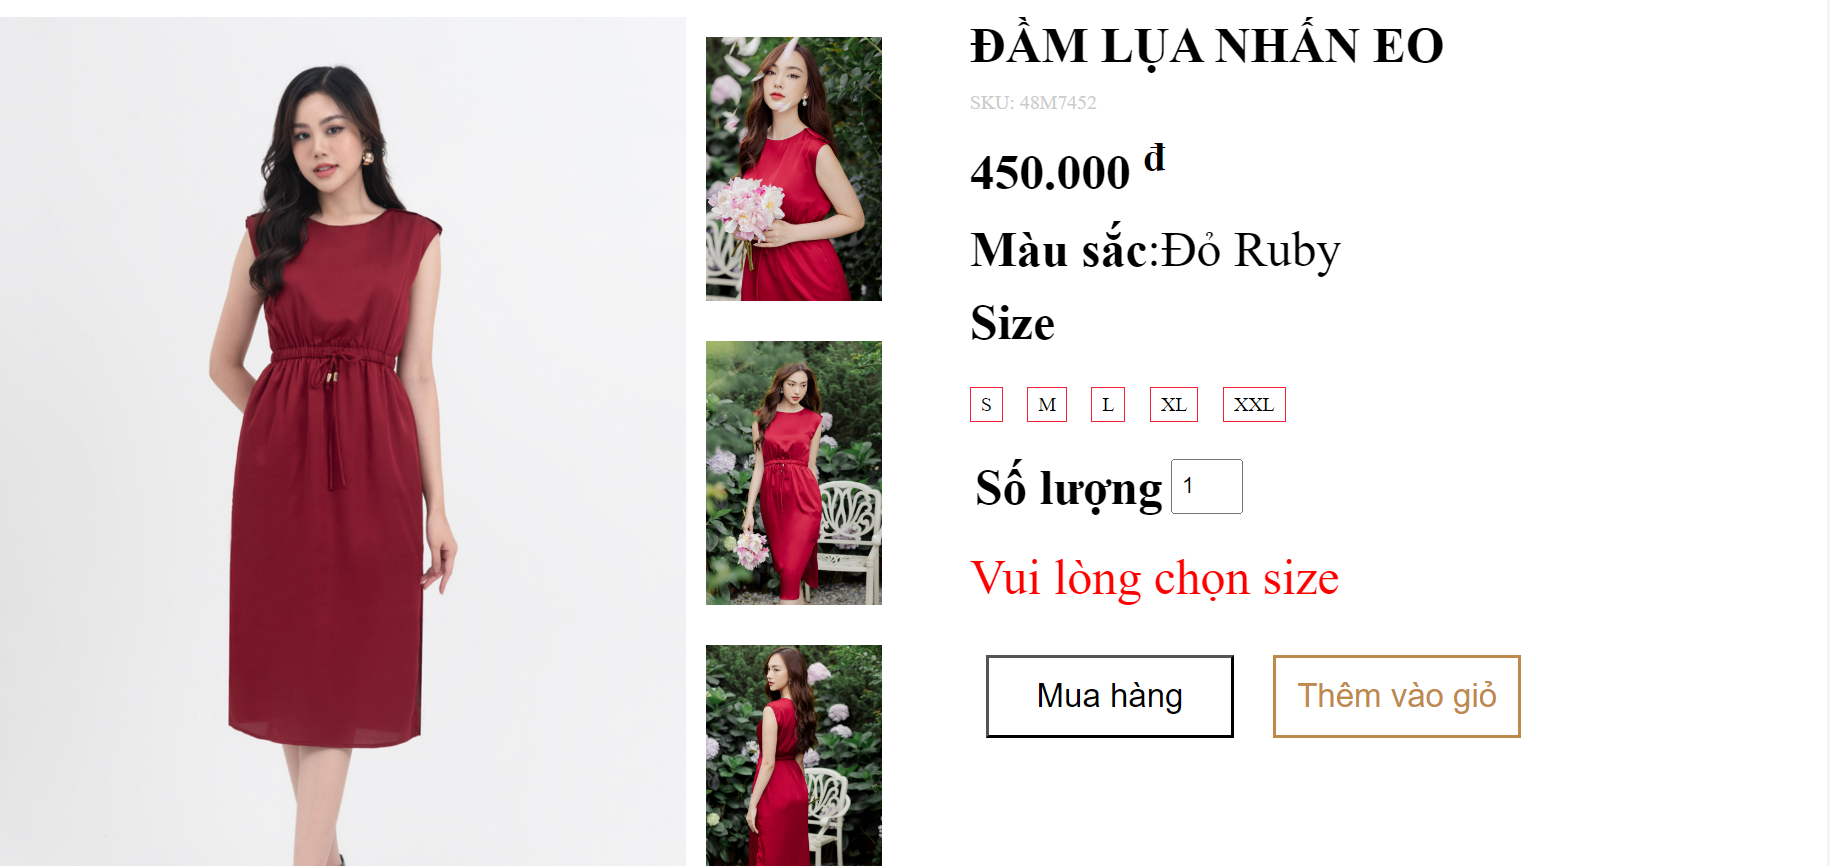 ĐẦM LỤA NHẤN EO
SKU: 48M7452
450.000 đ
Màu sắc:Đỏ Ruby
Size
S M L XL XXL
Số lượng 1
Vui lòng chọn size
Mua hàng Thêm vào giỏ